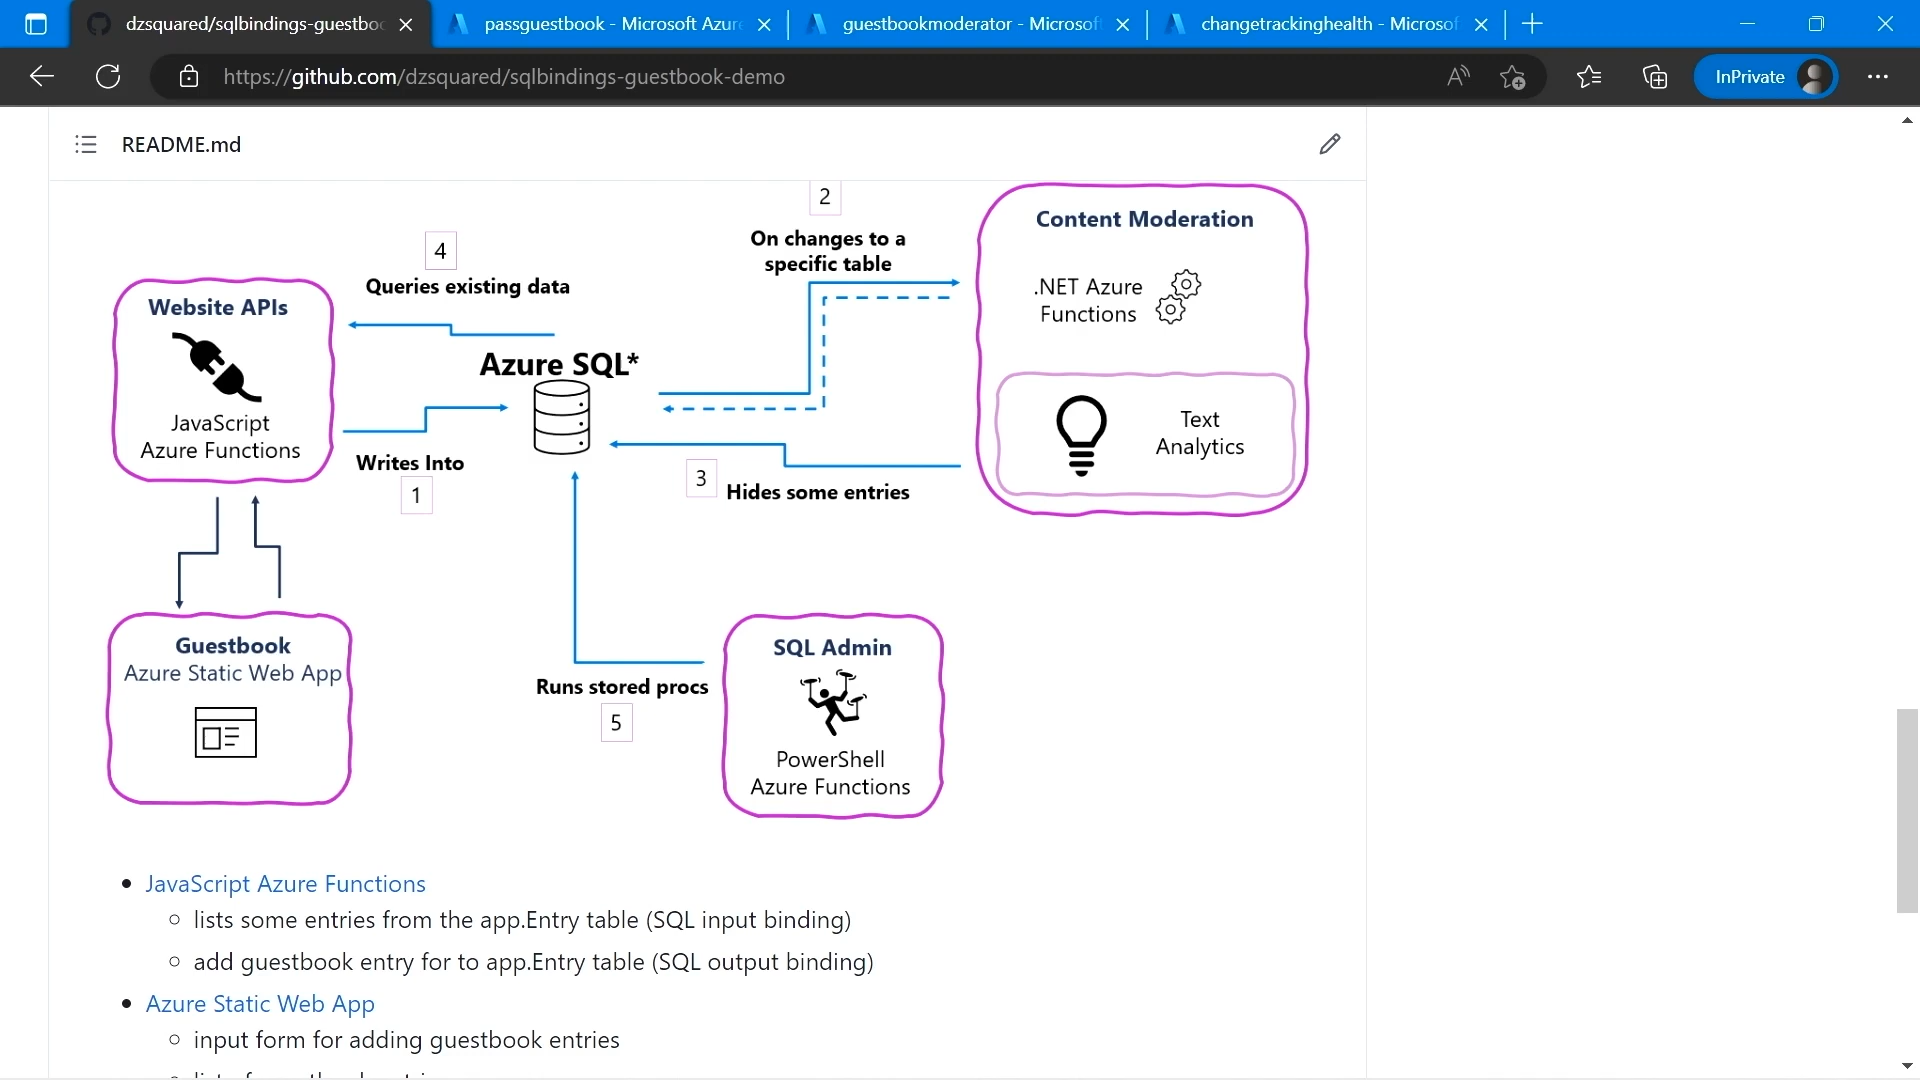 dzsquared/sqlbindings-guestboo
passguestbook - Microsoft Azure
guestbookmoderator - Microsoft
changetrackinghealth - Microsof
https://github.com/dzsquared/sqlbindings-guestbook-demo
InPrivate
README.md
2
On changes to a
specific table
4
Queries existing data
Content Moderation
.NET Azure
Functions
Text
Analytics
Website APIs
JavaScript
Azure Functions
Azure SQL*
Writes Into
1
3
Hides some entries
Guestbook
Azure Static Web App
Runs stored procs
5
SQL Admin
PowerShell
Azure Functions
JavaScript Azure Functions
lists some entries from the app.Entry table (SQL input binding)
add guestbook entry for to app.Entry table (SQL output binding)
Azure Static Web App
input form for adding guestbook entries